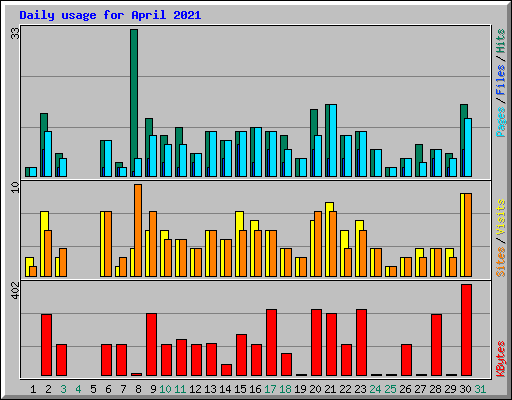 Daily usage for April 2021
33
Pages / Files / Hits
10
Sites / Visits
402
KBytes
1 2 3 4 5 6 7 8 9 10 11 12 13 14 15 16 17 18 19 20 21 22 23 24 25 26 27 28 29 30 31